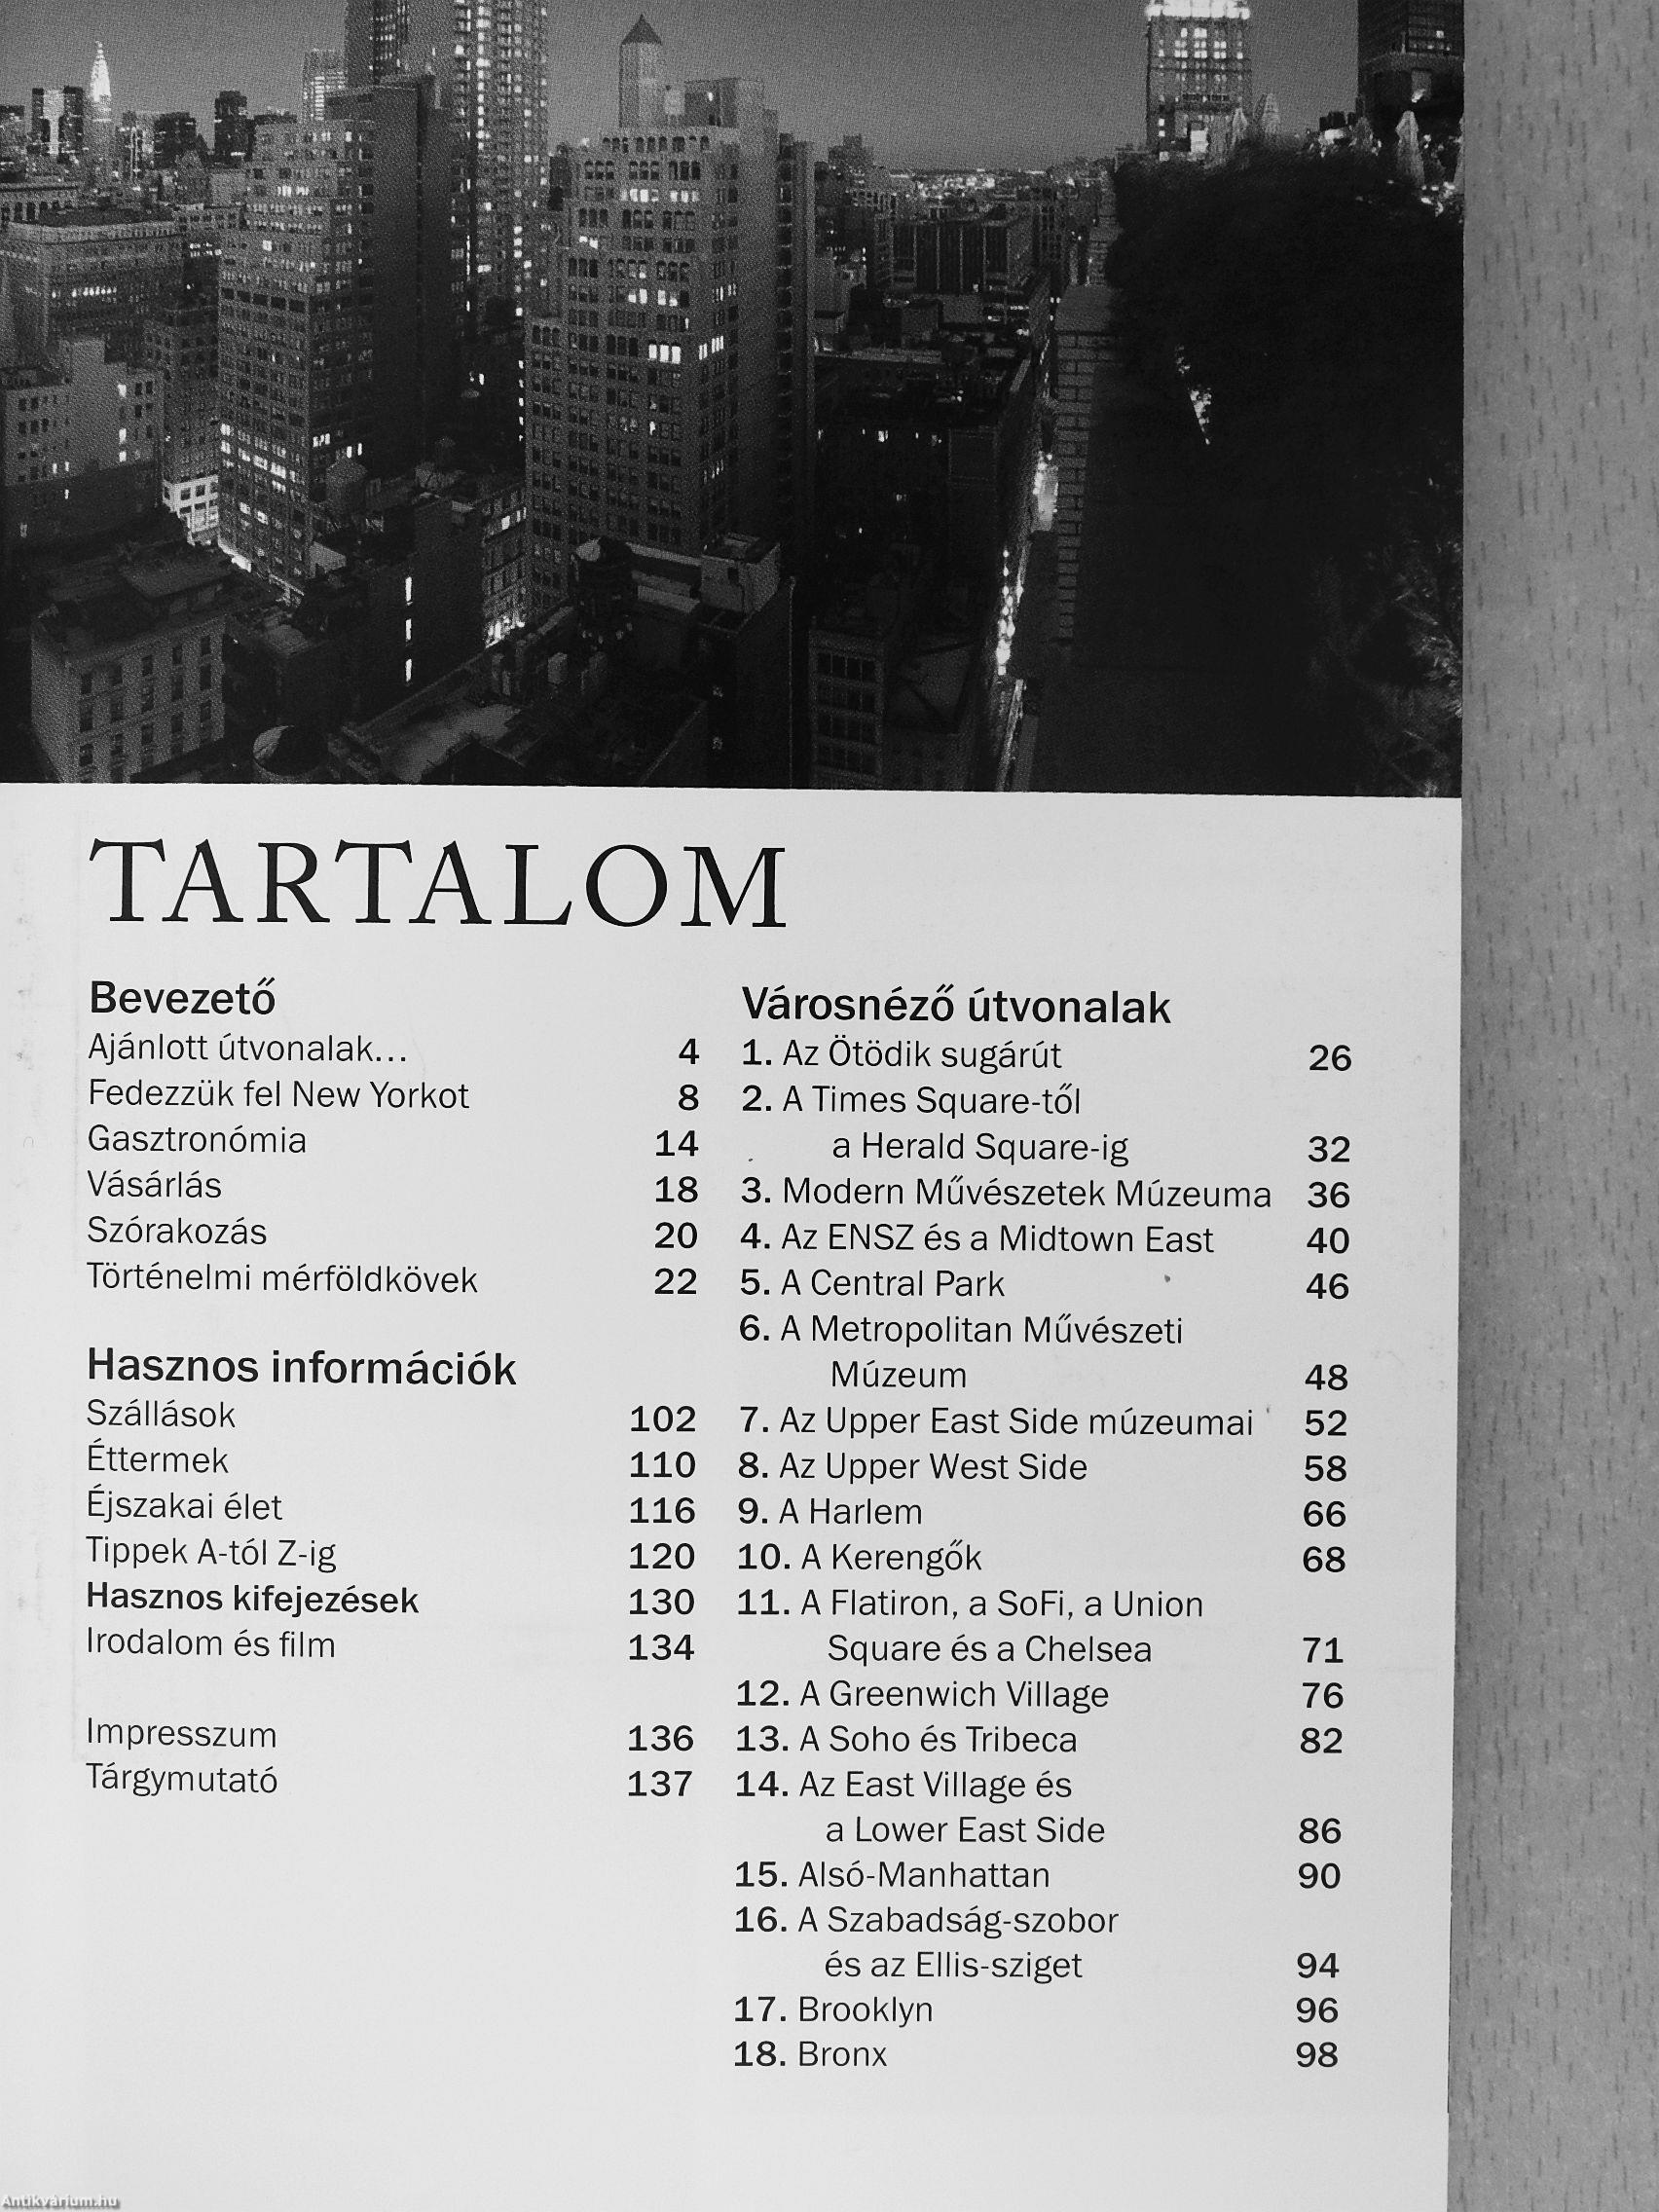 TARTALOM
Bevezető
Ajánlott útvonalak... 4
Fedezzük fel New Yorkot 8
Gasztronómia 14
Vásárlás 18
Szórakozás 20
Történelmi mérföldkövek 22
Hasznos információk
Szállások 102
Éttermek 110
Éjszakai élet 116
Tippek A-tól Z-ig 120
Hasznos kifejezések 130
Irodalom és film 134
Impresszum 136
Tárgymutató 137
Városnéző útvonalak
1. Az Ötödik sugárút 26
2. A Times Square-től
a Herald Square-ig 32
3. Modern Művészetek Múzeuma 36
4. Az ENSZ és a Midtown East 40
5. A Central Park 46
6. A Metropolitan Művészeti
Múzeum 48
7. Az Upper East Side múzeumai 52
8. Az Upper West Side 58
9. A Harlem 66
10. A Kerengők 68
11. A Flatiron, a SoFi, a Union
Square és a Chelsea 71
12. A Greenwich Village 76
13. A Soho és Tribeca 82
14. Az East Village és
a Lower East Side 86
15. Alsó-Manhattan 90
16. A Szabadság-szobor
és az Ellis-sziget 94
17. Brooklyn 96
18. Bronx 98
Antikvárium.hu